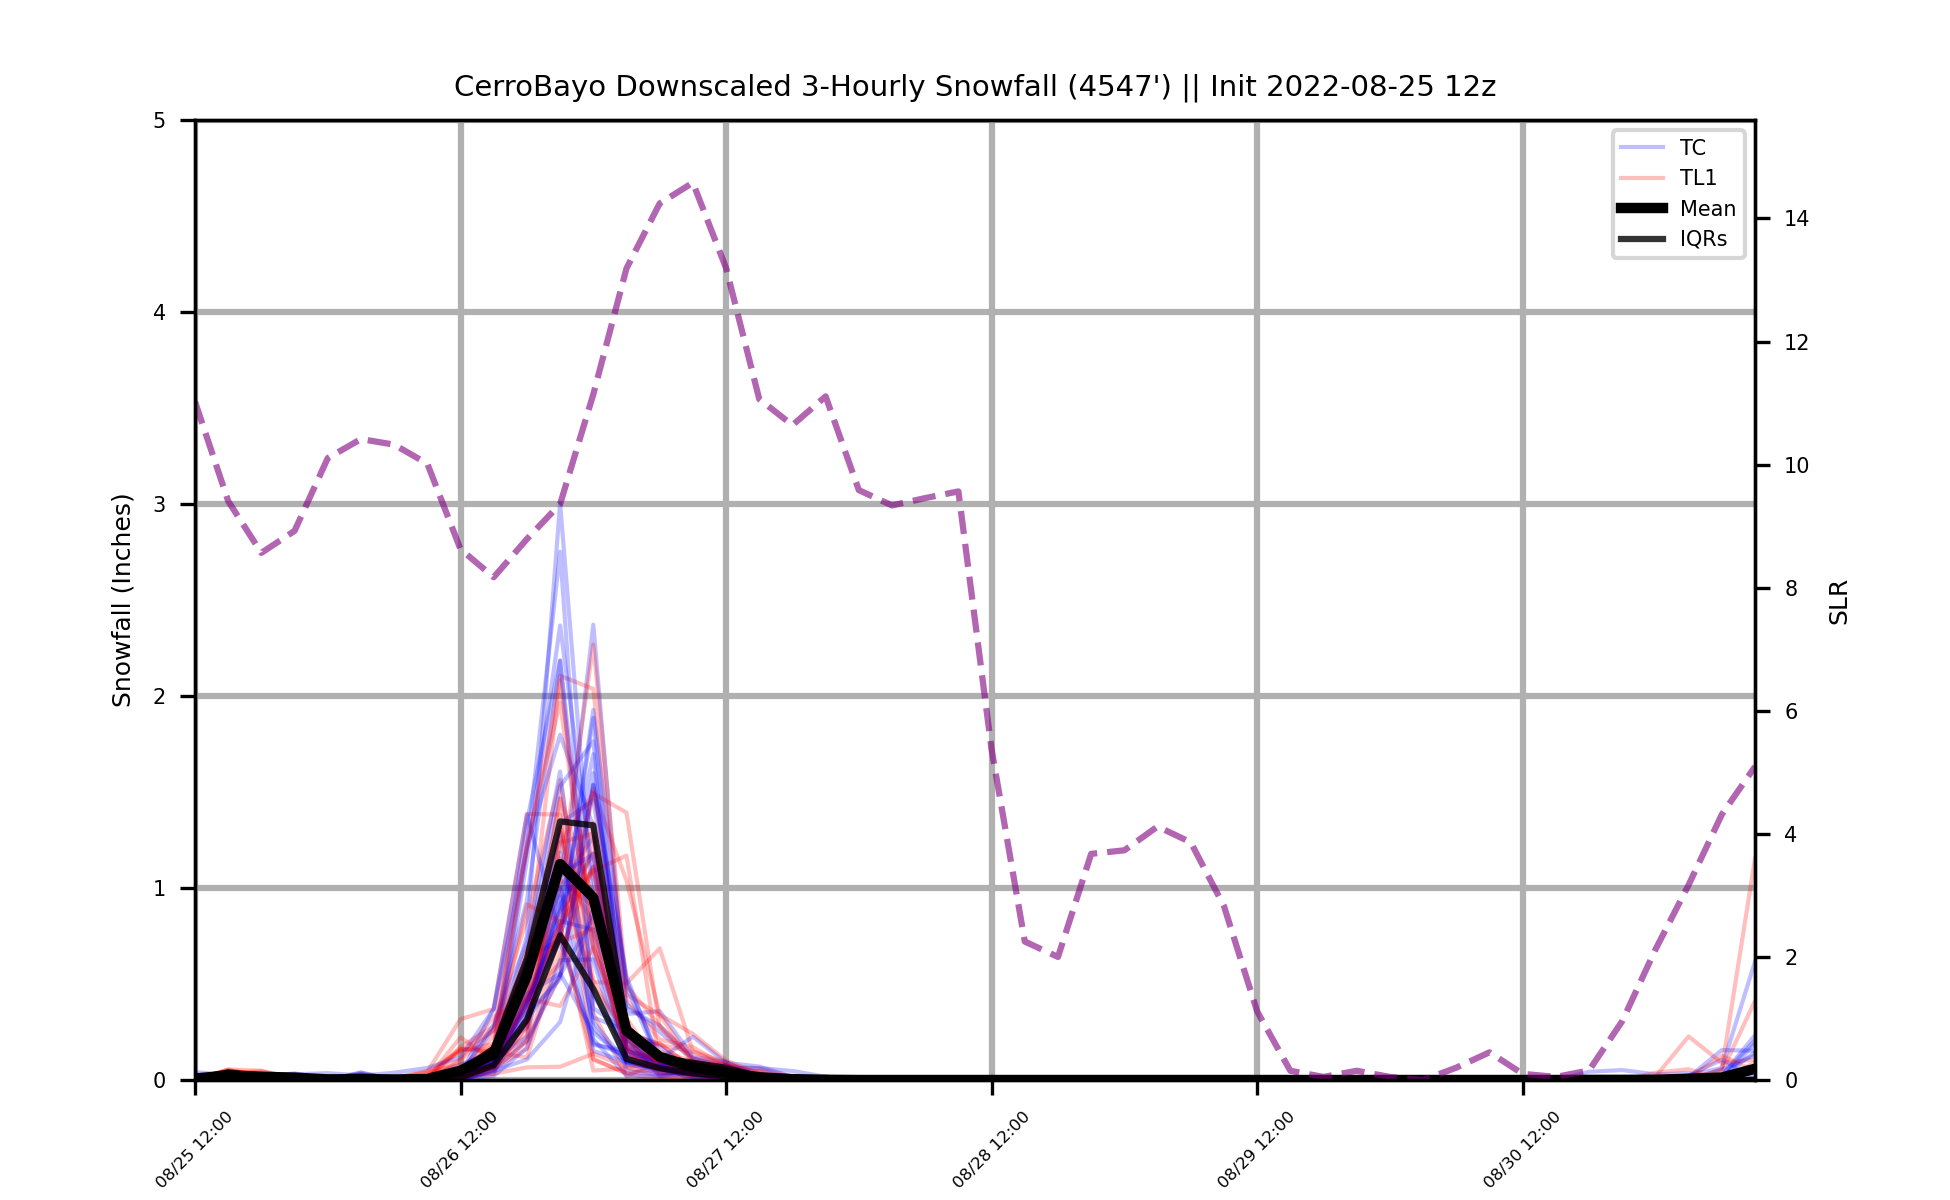 CerroBayo Downscaled 3-Hourly Snowfall (4547') || Init 2022-08-25 12z
TC
TL1
Mean
IQRs
Snowfall (Inches)
5
4
3
2
1
0
SLR
14
12
10
8
6
4
2
0
08/25 12:00
08/26 12:00
08/27 12:00
08/28 12:00
08/29 12:00
08/30 12:00